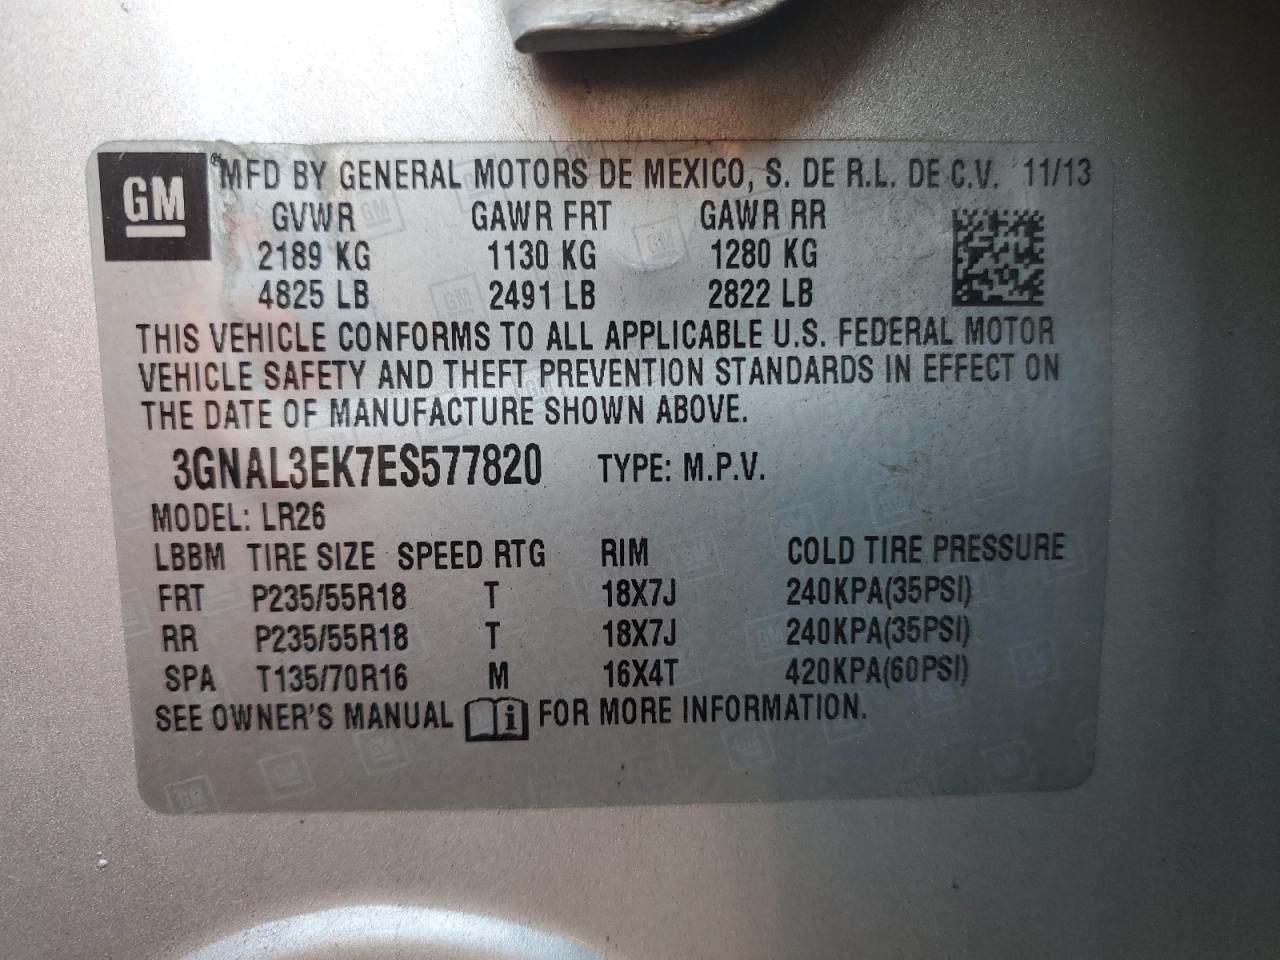 GM ® MFD BY GENERAL MOTORS DE MEXICO, S. DE R.L. DE C.V. 11/13
GVWR GAWR FRT GAWR RR
2189 KG 1130 KG 1280 KG
4825 LB 2491 LB 2822 LB
THIS VEHICLE CONFORMS TO ALL APPLICABLE U.S. FEDERAL MOTOR
VEHICLE SAFETY AND THEFT PREVENTION STANDARDS IN EFFECT ON
THE DATE OF MANUFACTURE SHOWN ABOVE.
3GNAL3EK7ES577820 TYPE: M.P.V.
MODEL: LR26
LBBM TIRE SIZE SPEED RTG RIM COLD TIRE PRESSURE
FRT P235/55R18 T 18X7J 240KPA(35PSI)
RR P235/55R18 T 18X7J 240KPA(35PSI)
SPA T135/70R16 M 16X4T 420KPA(60PSI)
SEE OWNER'S MANUAL i FOR MORE INFORMATION.